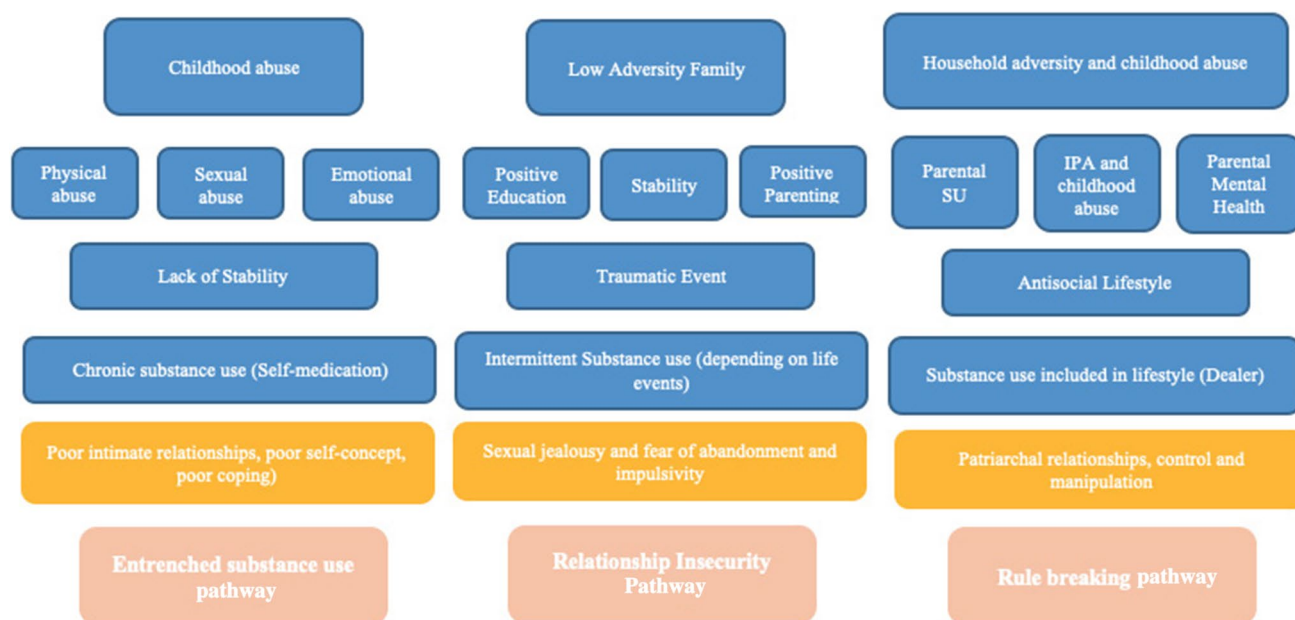 Childhood abuse
Low Adversity Family
Household adversity and childhood abuse
Physical
abuse
Sexual
abuse
Emotional
abuse
Positive
Education
Stability
Positive
Parenting
Parental
SU
IPA and
childhood
abuse
Parental
Mental
Health
Lack of Stability
Traumatic Event
Antisocial Lifestyle
Chronic substance use (Self-medication)
Intermittent Substance use (depending on life
events)
Substance use included in lifestyle (Dealer)
Poor intimate relationships, poor self-concept,
poor coping)
Sexual jealousy and fear of abandonment and
impulsivity
Patriarchal relationships, control and
manipulation
Entrenched substance use
pathway
Relationship Insecurity
Pathway
Rule breaking pathway